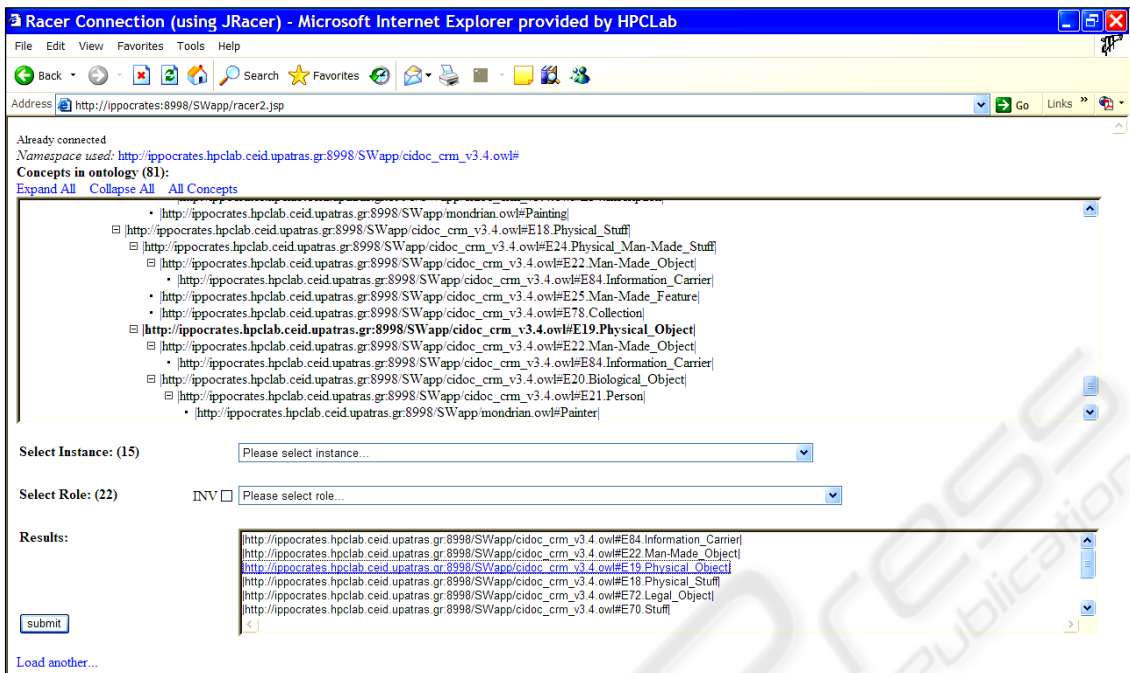 Racer Connection (using JRacer) - Microsoft Internet Explorer provided by HPCLab
File Edit View Favorites Tools Help
Back Search Favorites
Address http://ippocrates:8998/SWapp/racer2.jsp Go Links »
Already connected
Namespace used: http://ippocrates.hpclab.ceid.upatras.gr:8998/SWapp/cidoc_crm_v3.4.owl#
Concepts in ontology (81):
Expand All Collapse All All Concepts
|http://ippocrates.hpclab.ceid.upatras.gr:8998/SWapp/mondrian.owl#Painting|
|http://ippocrates.hpclab.ceid.upatras.gr:8998/SWapp/cidoc_crm_v3.4.owl#E18.Physical_Stuff|
|http://ippocrates.hpclab.ceid.upatras.gr:8998/SWapp/cidoc_crm_v3.4.owl#E24.Physical_Man-Made_Stuff|
|http://ippocrates.hpclab.ceid.upatras.gr:8998/SWapp/cidoc_crm_v3.4.owl#E22.Man-Made_Object|
|http://ippocrates.hpclab.ceid.upatras.gr:8998/SWapp/cidoc_crm_v3.4.owl#E84.Information_Carrier|
|http://ippocrates.hpclab.ceid.upatras.gr:8998/SWapp/cidoc_crm_v3.4.owl#E25.Man-Made_Feature|
|http://ippocrates.hpclab.ceid.upatras.gr:8998/SWapp/cidoc_crm_v3.4.owl#E78.Collection|
|http://ippocrates.hpclab.ceid.upatras.gr:8998/SWapp/cidoc_crm_v3.4.owl#E19.Physical_Object|
|http://ippocrates.hpclab.ceid.upatras.gr:8998/SWapp/cidoc_crm_v3.4.owl#E22.Man-Made_Object|
|http://ippocrates.hpclab.ceid.upatras.gr:8998/SWapp/cidoc_crm_v3.4.owl#E84.Information_Carrier|
|http://ippocrates.hpclab.ceid.upatras.gr:8998/SWapp/cidoc_crm_v3.4.owl#E20.Biological_Object|
|http://ippocrates.hpclab.ceid.upatras.gr:8998/SWapp/cidoc_crm_v3.4.owl#E21.Person|
|http://ippocrates.hpclab.ceid.upatras.gr:8998/SWapp/mondrian.owl#Painter|
Select Instance: (15) Please select instance...
Select Role: (22) INV Please select role...
Results:
|http://ippocrates.hpclab.ceid.upatras.gr:8998/SWapp/cidoc_crm_v3.4.owl#E84.Information_Carrier|
|http://ippocrates.hpclab.ceid.upatras.gr:8998/SWapp/cidoc_crm_v3.4.owl#E22.Man-Made_Object|
|http://ippocrates.hpclab.ceid.upatras.gr:8998/SWapp/cidoc_crm_v3.4.owl#E19.Physical_Object|
|http://ippocrates.hpclab.ceid.upatras.gr:8998/SWapp/cidoc_crm_v3.4.owl#E18.Physical_Stuff|
|http://ippocrates.hpclab.ceid.upatras.gr:8998/SWapp/cidoc_crm_v3.4.owl#E72.Legal_Object|
|http://ippocrates.hpclab.ceid.upatras.gr:8998/SWapp/cidoc_crm_v3.4.owl#E70.Stuff|
submit
Load another...